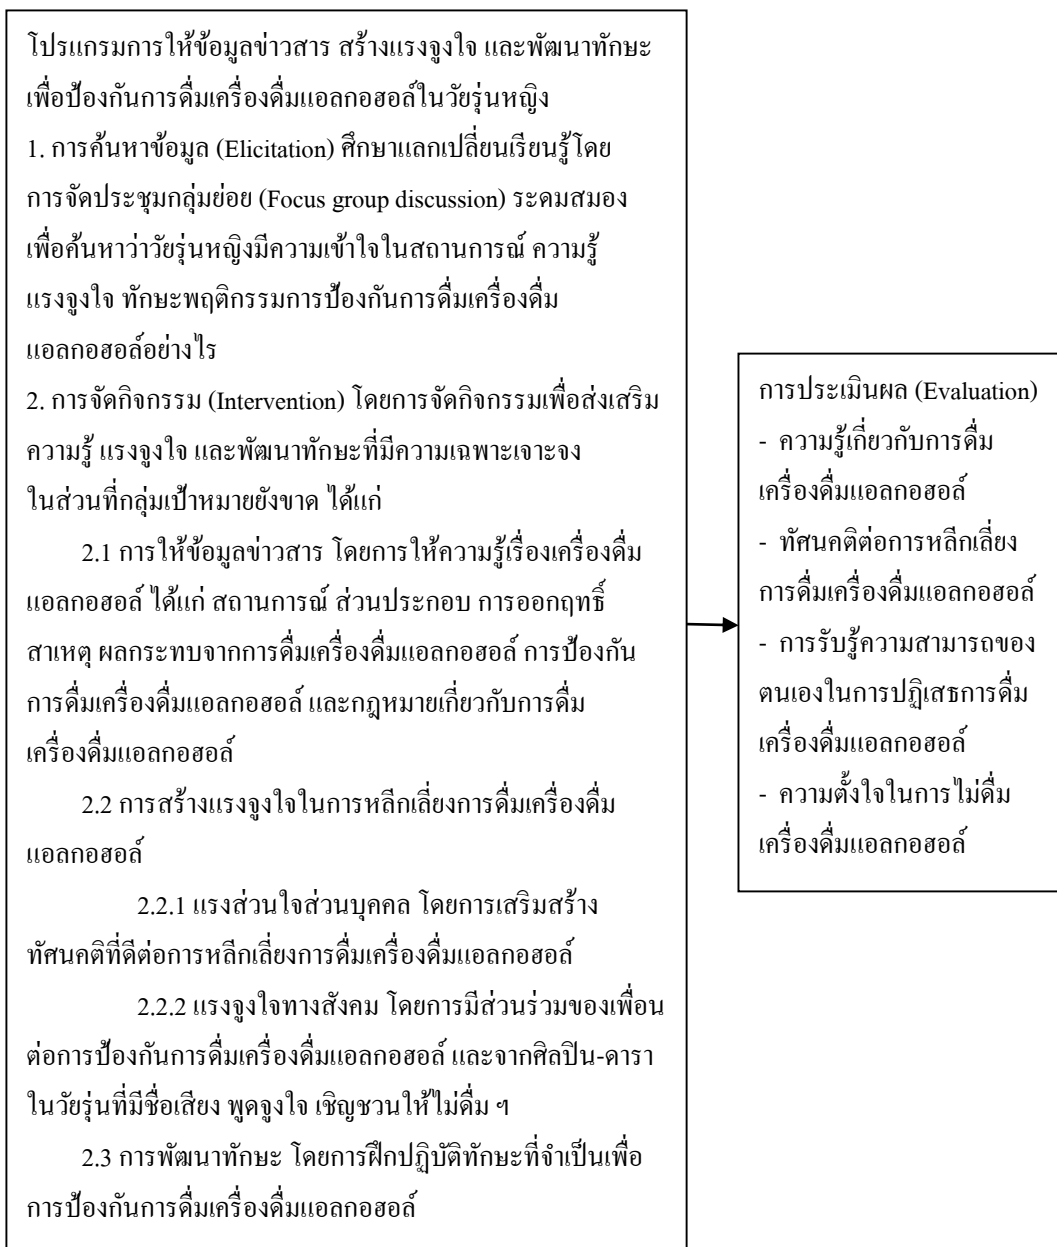 โปรแกรมการให้ข้อมูลข่าวสาร สร้างแรงจูงใจ และพัฒนาทักษะ
เพื่อป้องกันการดื่มเครื่องดื่มแอลกอฮอล์ในวัยรุ่นหญิง
1. การค้นหาข้อมูล (Elicitation) ศึกษาแลกเปลี่ยนเรียนรู้โดย
การจัดประชุมกลุ่มย่อย (Focus group discussion) ระดมสมอง
เพื่อค้นหาว่าวัยรุ่นหญิงมีความเข้าใจในสถานการณ์ ความรู้
แรงจูงใจ ทักษะพฤติกรรมการป้องกันการดื่มเครื่องดื่ม
แอลกอฮอล์อย่างไร
2. การจัดกิจกรรม (Intervention) โดยการจัดกิจกรรมเพื่อส่งเสริม
ความรู้ แรงจูงใจ และพัฒนาทักษะที่มีความเฉพาะเจาะจง
ในส่วนที่กลุ่มเป้าหมายยังขาด ได้แก่
2.1 การให้ข้อมูลข่าวสาร โดยการให้ความรู้เรื่องเครื่องดื่ม
แอลกอฮอล์ ได้แก่ สถานการณ์ ส่วนประกอบ การออกฤทธิ์
สาเหตุ ผลกระทบจากการดื่มเครื่องดื่มแอลกอฮอล์ การป้องกัน
การดื่มเครื่องดื่มแอลกอฮอล์ และกฎหมายเกี่ยวกับการดื่ม
เครื่องดื่มแอลกอฮอล์
2.2 การสร้างแรงจูงใจในการหลีกเลี่ยงการดื่มเครื่องดื่ม
แอลกอฮอล์
2.2.1 แรงส่วนใจส่วนบุคคล โดยการเสริมสร้าง
ทัศนคติที่ดีต่อการหลีกเลี่ยงการดื่มเครื่องดื่มแอลกอฮอล์
2.2.2 แรงจูงใจทางสังคม โดยการมีส่วนร่วมของเพื่อน
ต่อการป้องกันการดื่มเครื่องดื่มแอลกอฮอล์ และจากศิลปิน-ดารา
ในวัยรุ่นที่มีชื่อเสียง พูดจูงใจ เชิญชวนให้ไม่ดื่ม ฯ
2.3 การพัฒนาทักษะ โดยการฝึกปฏิบัติทักษะที่จำเป็นเพื่อ
การป้องกันการดื่มเครื่องดื่มแอลกอฮอล์
การประเมินผล (Evaluation)
- ความรู้เกี่ยวกับการดื่ม
เครื่องดื่มแอลกอฮอล์
- ทัศนคติต่อการหลีกเลี่ยง
การดื่มเครื่องดื่มแอลกอฮอล์
- การรับรู้ความสามารถของ
ตนเองในการปฏิเสธการดื่ม
เครื่องดื่มแอลกอฮอล์
- ความตั้งใจในการไม่ดื่ม
เครื่องดื่มแอลกอฮอล์